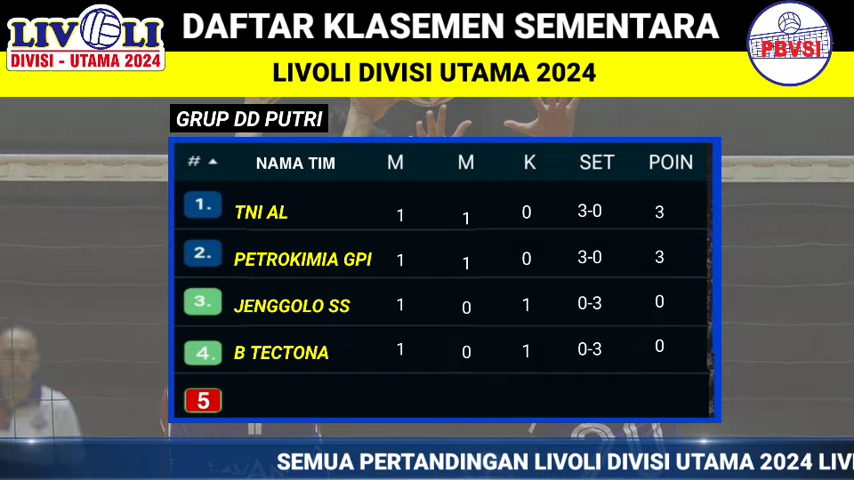 LIVOLI
DIVISI - UTAMA 2024
DAFTAR KLASEMEN SEMENTARA
PBVSI
LIVOLI DIVISI UTAMA 2024
GRUP DD PUTRI
# NAMA TIM M M K SET POIN
1. TNI AL 1 1 0 3-0 3
2. PETROKIMIA GPI 1 1 0 3-0 3
3. JENGGOLO SS 1 0 1 0-3 0
4. B TECTONA 1 0 1 0-3 0
5
SEMUA PERTANDINGAN LIVOLI DIVISI UTAMA 2024 LIV